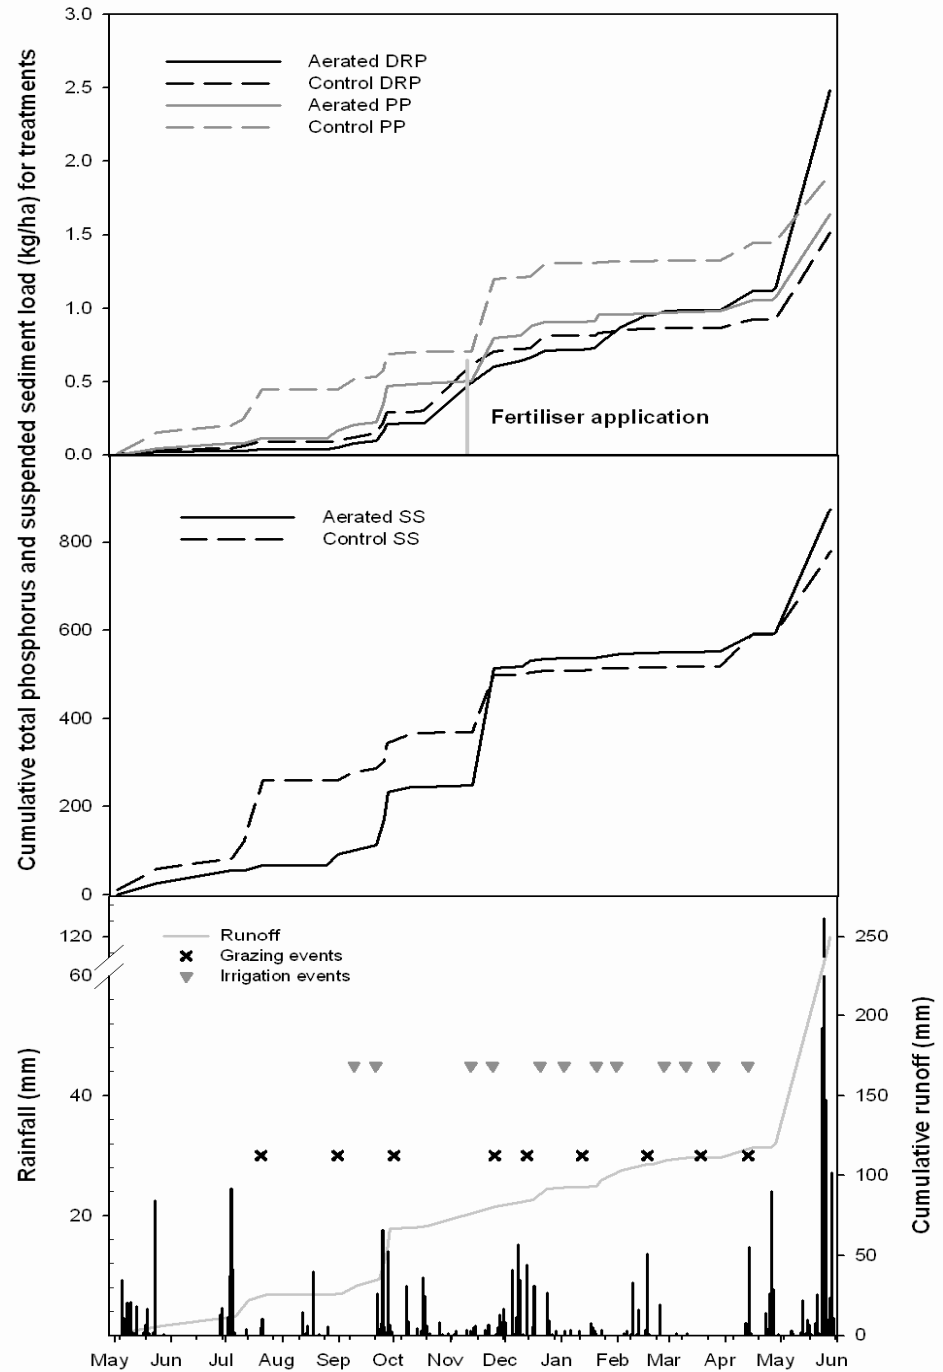 Cumulative total phosphorus and suspended sediment load (kg/ha) for treatments
3.0
2.5
2.0
1.5
1.0
0.5
0.0
Aerated DRP
Control DRP
Aerated PP
Control PP
Fertiliser application
800
600
400
200
0
Aerated SS
Control SS
Rainfall (mm)
120
60
40
20
Runoff
Grazing events
Irrigation events
250
200
150
100
50
0
Cumulative runoff (mm)
May Jun Jul Aug Sep Oct Nov Dec Jan Feb Mar Apr May Jun